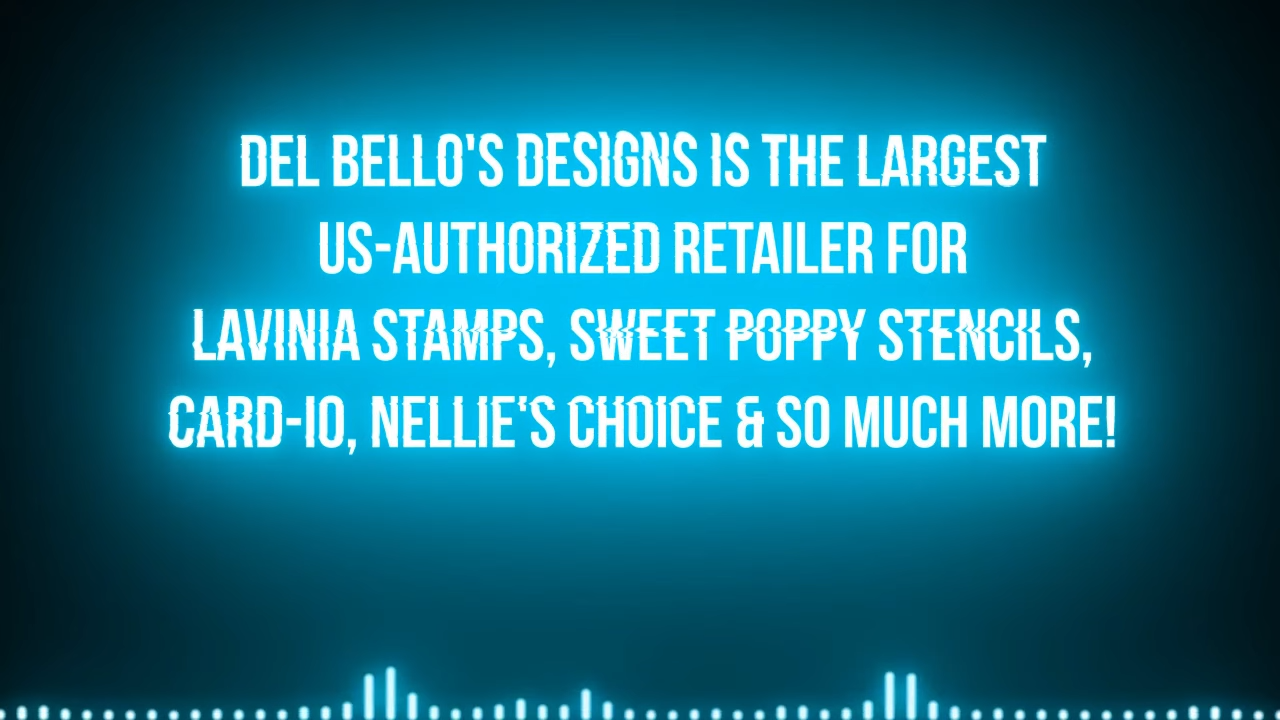 DEL BELLO'S DESIGNS IS THE LARGEST
US-AUTHORIZED RETAILER FOR
LAVINIA STAMPS, SWEET POPPY STENCILS,
CARD-IO, NELLIE'S CHOICE & SO MUCH MORE!